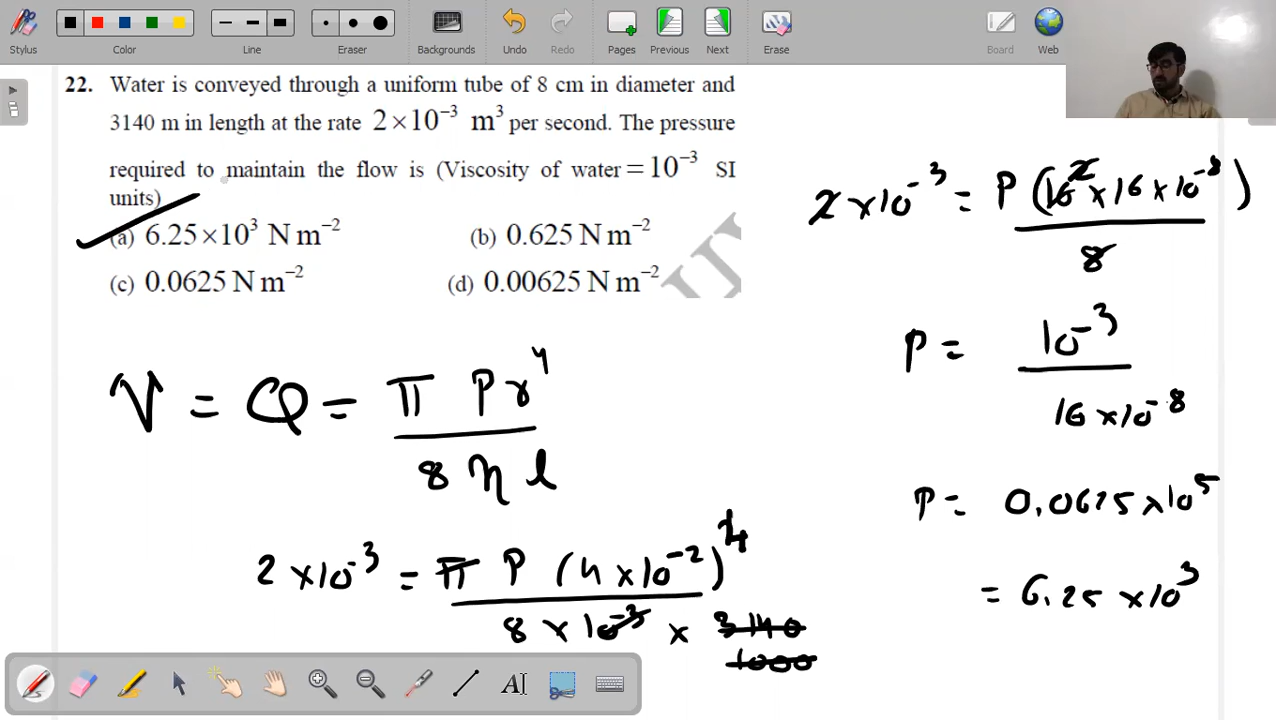 Stylus Color Line Eraser Backgrounds Undo Redo Pages Previous Next Erase Board Web
22. Water is conveyed through a uniform tube of 8 cm in diameter and
3140 m in length at the rate 2×10⁻³ m³ per second. The pressure
required to maintain the flow is (Viscosity of water = 10⁻³ SI
units)
(a) 6.25×10³ N m⁻² (b) 0.625 N m⁻²
(c) 0.0625 N m⁻² (d) 0.00625 N m⁻²
V = Q = π P r⁴
8 η l
2 × 10⁻³ = π P (4 × 10⁻²)⁴
8 × 10⁻³ × 3140
1000
2 × 10⁻³ = P (16 × 16 × 10⁻⁸)
2
8
P = 10⁻³
16 × 10⁻⁸
P = 0.0625 × 10⁵
= 6.25 × 10³